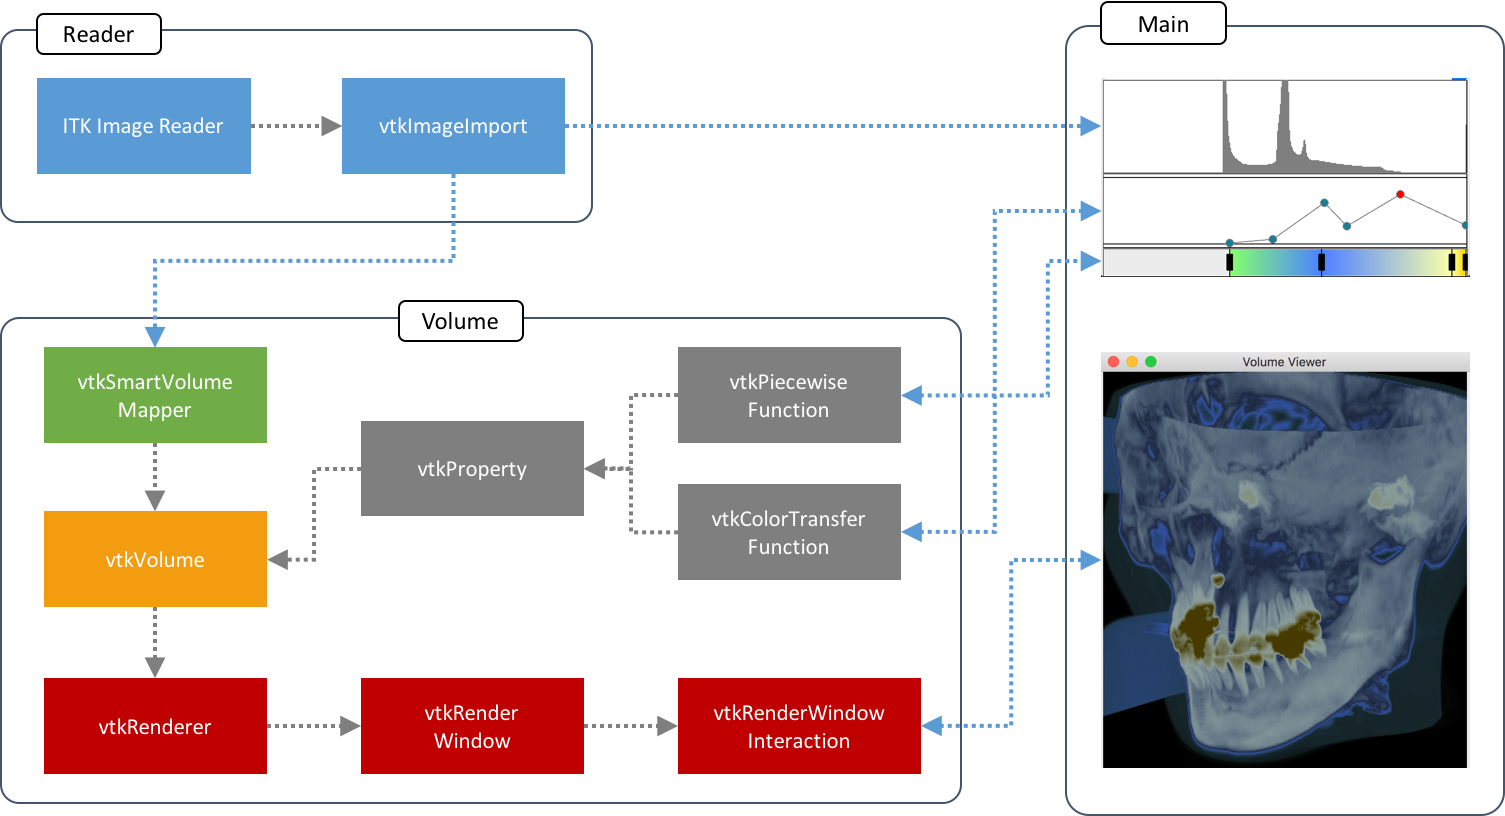 Reader
Main
ITK Image Reader
vtkImageImport
Volume
vtkSmartVolume
Mapper
vtkPiecewise
Function
Volume Viewer
vtkProperty
vtkColorTransfer
Function
vtkVolume
vtkRenderer
vtkRender
Window
vtkRenderWindow
Interaction